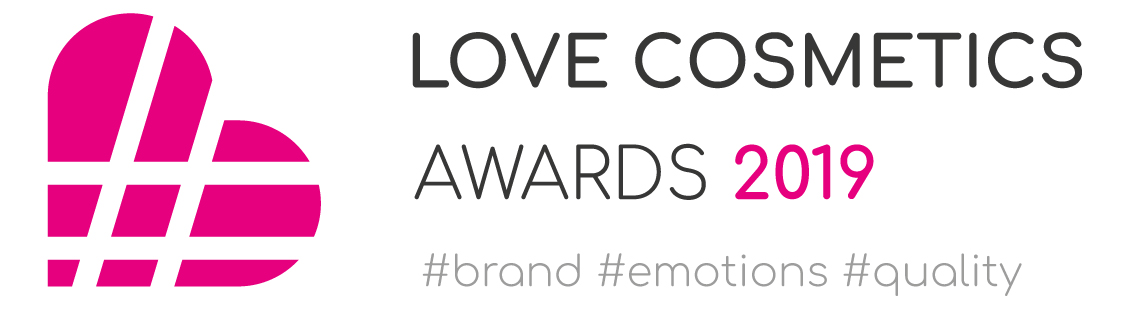 LOVE COSMETICS
AWARDS 2019
#brand #emotions #quality